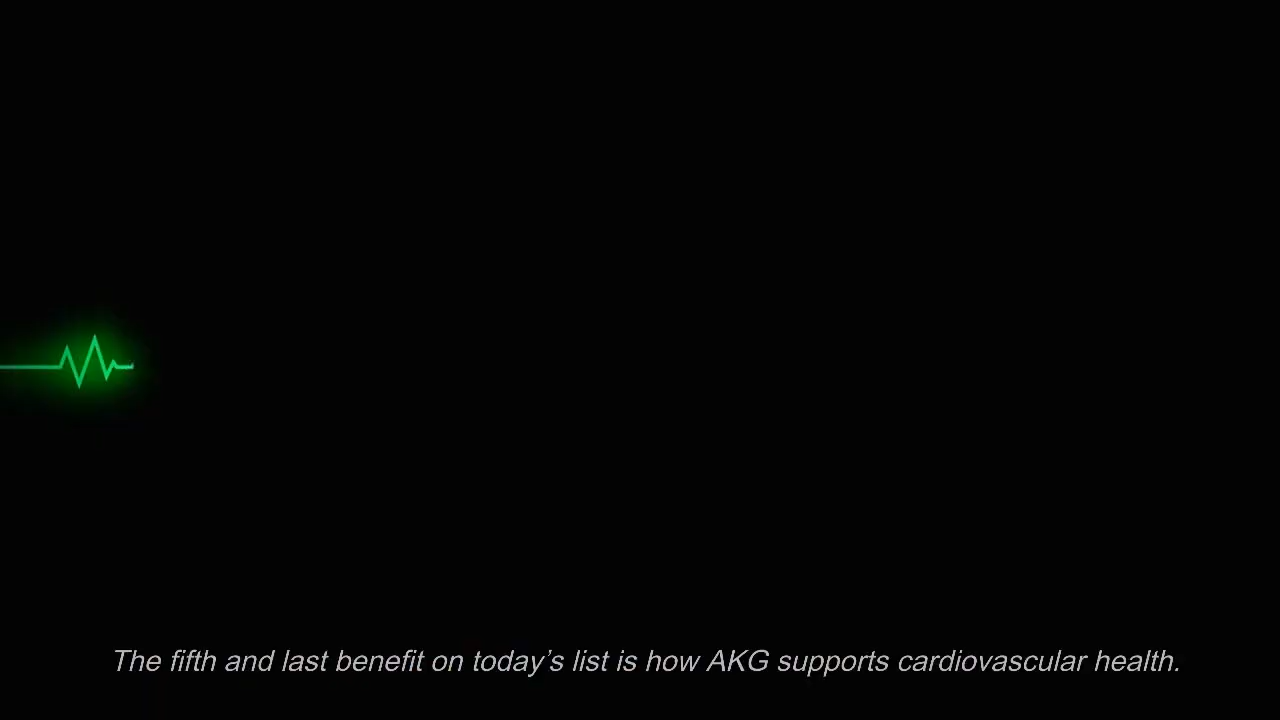 The fifth and last benefit on today’s list is how AKG supports cardiovascular health.